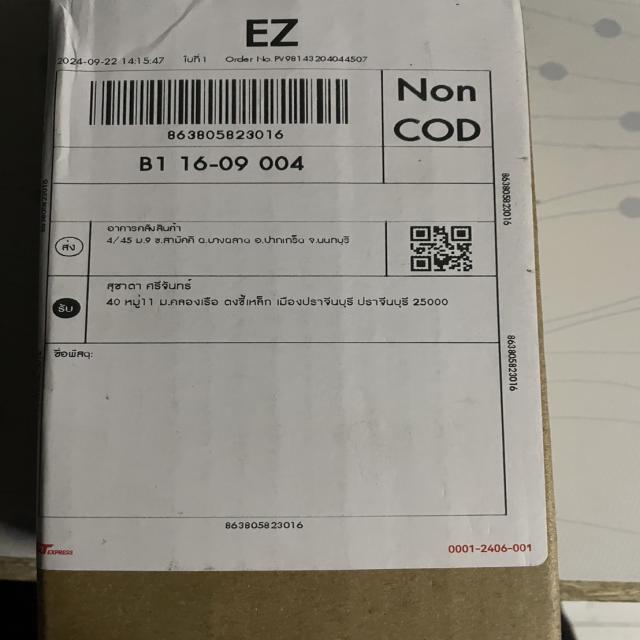 EZ
2024-09-22 14:15:47 ใบที่1 Order No.PV98143204044507
863805823016
Non
COD
B1 16-09 004
863805823016
863805823016
ส่ง
อาคารคลังสินค้า
4/45 ม.9 ซ.สามัคคี ต.บางตลาด อ.ปากเกร็ด จ.นนทบุรี
รับ
สุชาดา ศรีจันทร์
40 หมู่11 ม.คลองเรือ ดงขี้เหล็ก เมืองปราจีนบุรี ปราจีนบุรี 25000
863805823016
ชื่อพัสดุ:
863805823016
T EXPRESS
0001-2406-001